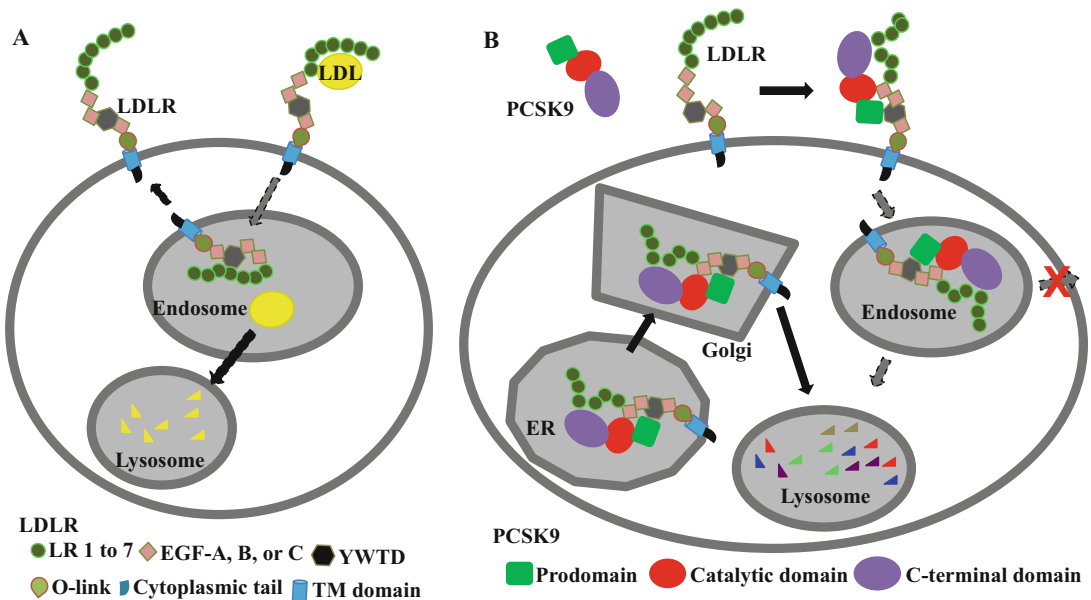 A
LDLR
LDL
Endosome
Lysosome
LDLR
LR 1 to 7
EGF-A, B, or C
YWTD
O-link
Cytoplasmic tail
TM domain
B
PCSK9
LDLR
Golgi
ER
Endosome
Lysosome
PCSK9
Prodomain
Catalytic domain
C-terminal domain